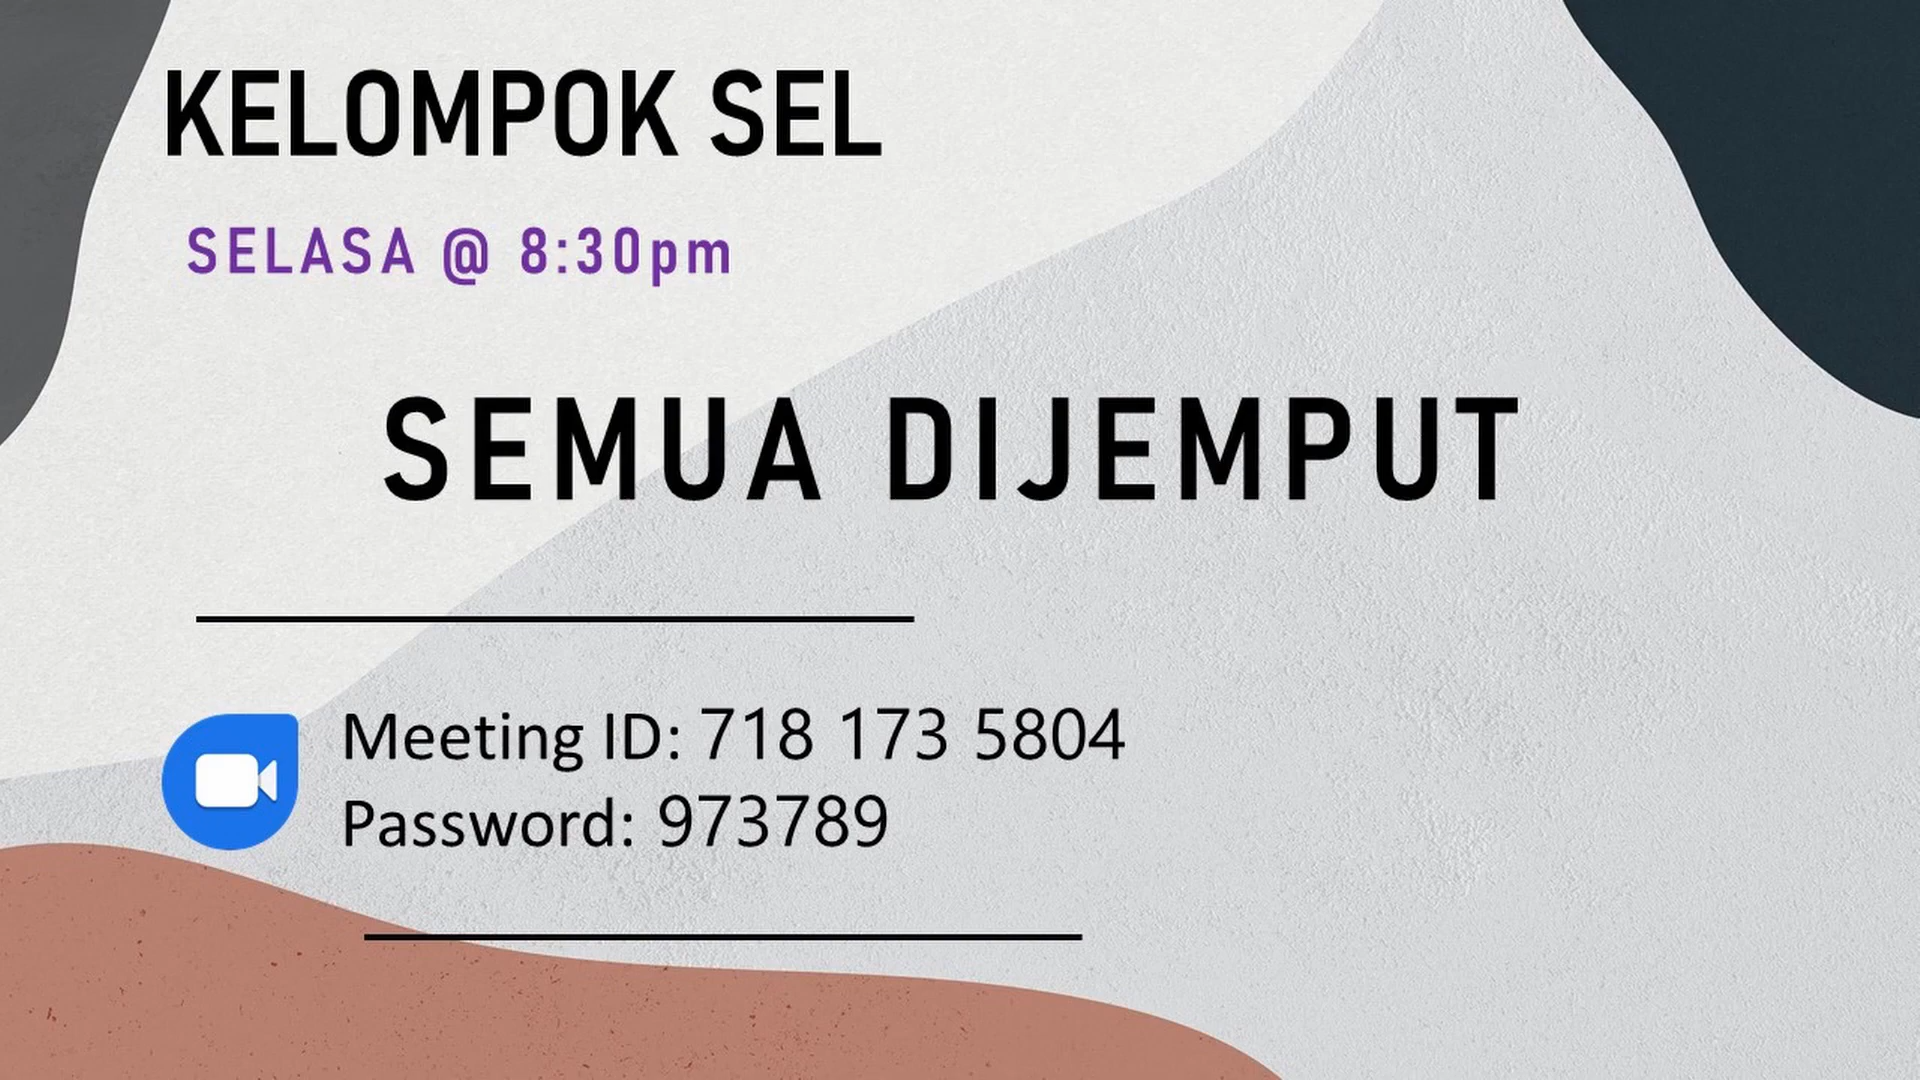 KELOMPOK SEL
SELASA @ 8:30pm
SEMUA DIJEMPUT
Meeting ID: 718 173 5804
Password: 973789